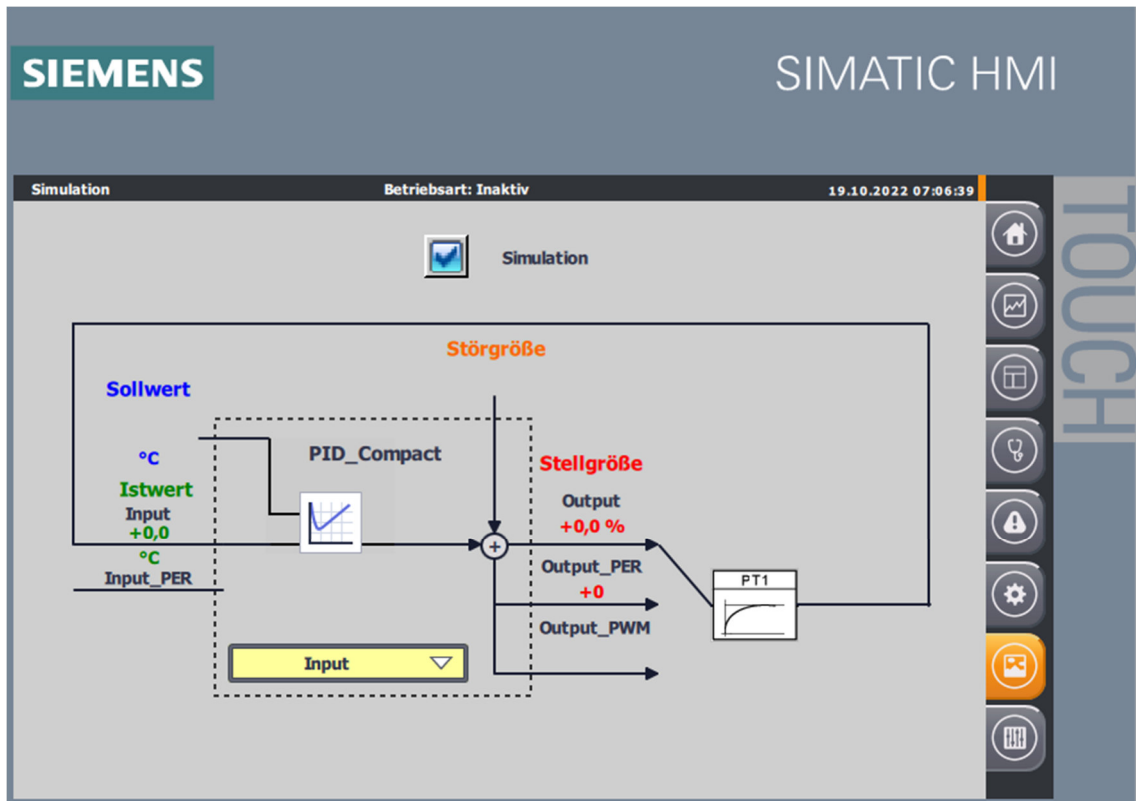 SIEMENS
SIMATIC HMI
TOUCH
Simulation
Betriebsart: Inaktiv
19.10.2022 07:06:39
Simulation
Störgröße
Sollwert
°C
PID_Compact
Istwert
Input
+0,0
°C
Input_PER
Stellgröße
Output
+0,0 %
Output_PER
+0
Output_PWM
PT1
Input